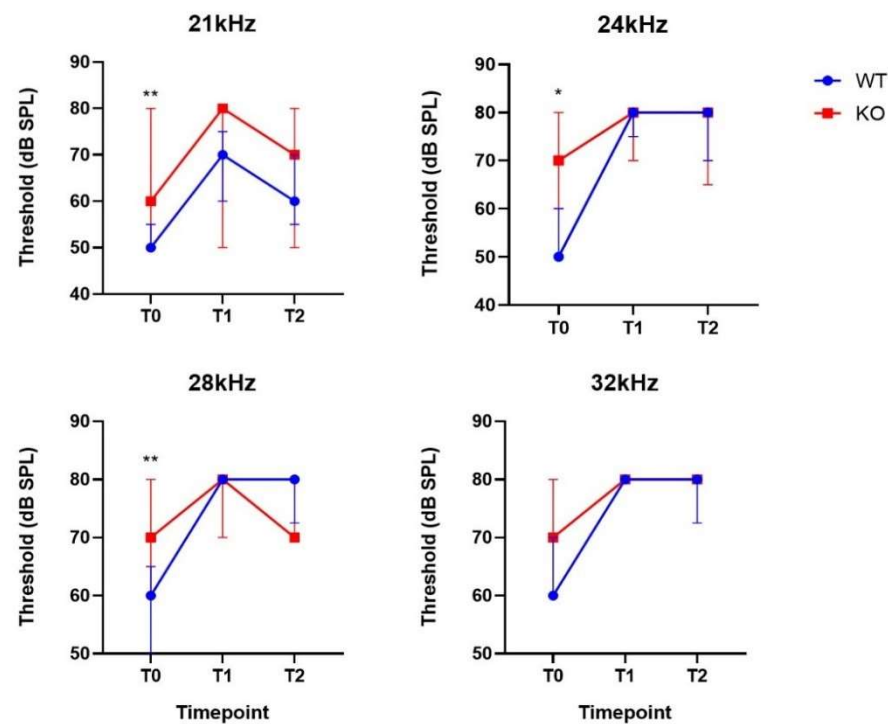 21kHz
Threshold (dB SPL)
90
80
70
60
50
40
**
T0 T1 T2
24kHz
Threshold (dB SPL)
90
80
70
60
50
40
*
T0 T1 T2
WT
KO
28kHz
Threshold (dB SPL)
90
80
70
60
50
**
T0 T1 T2
Timepoint
32kHz
Threshold (dB SPL)
90
80
70
60
50
T0 T1 T2
Timepoint